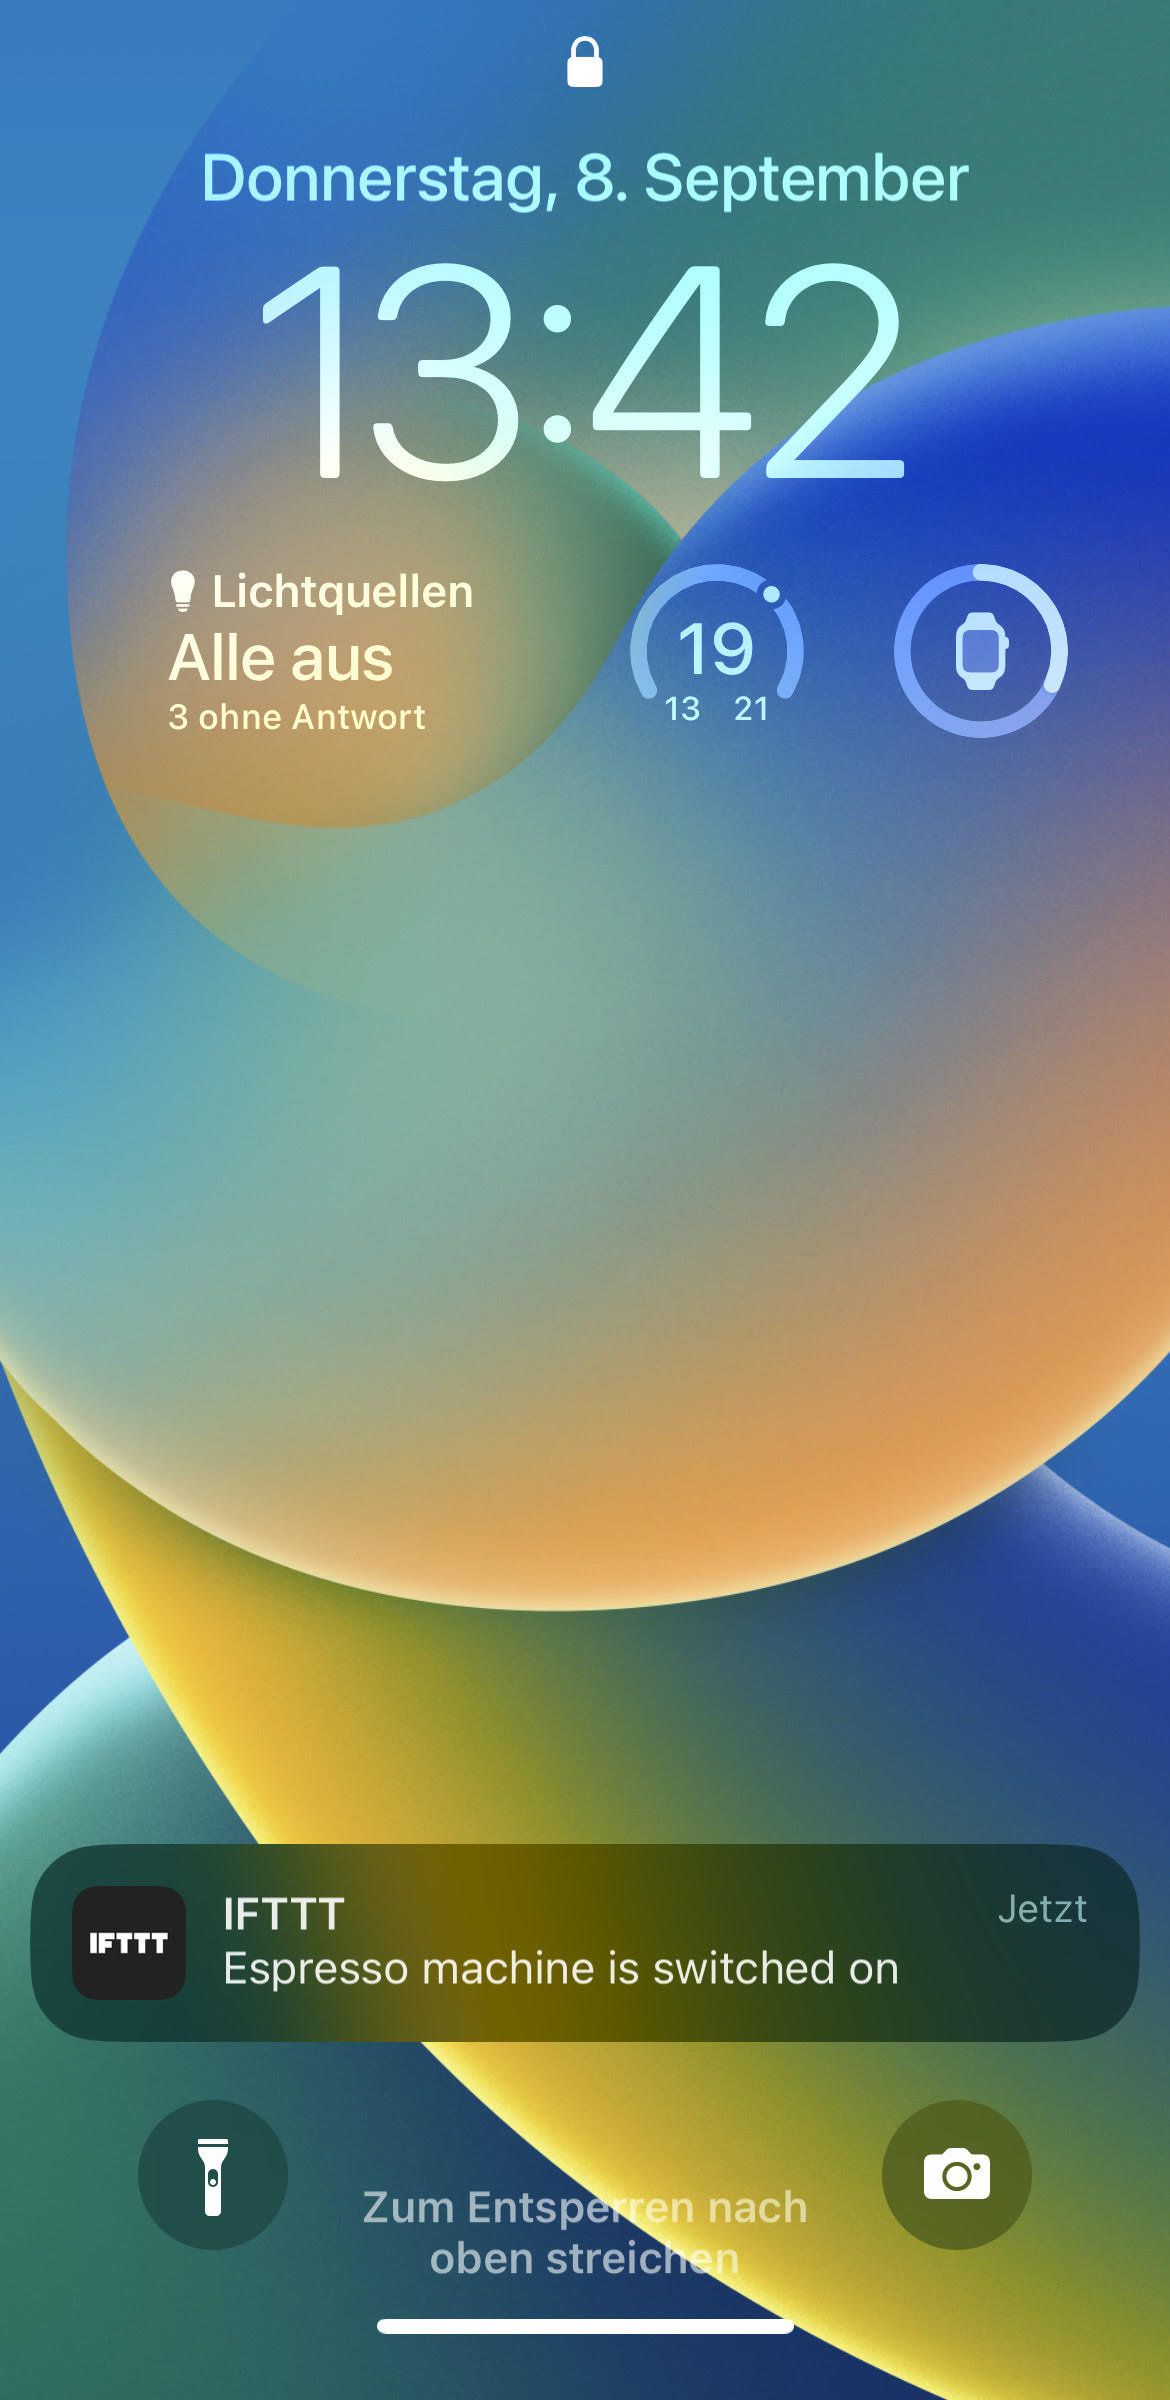 Donnerstag, 8. September
13:42
Lichtquellen
Alle aus
3 ohne Antwort
19
13 21
IFTTT
IFTTT
Jetzt
Espresso machine is switched on
Zum Entsperren nach
oben streichen